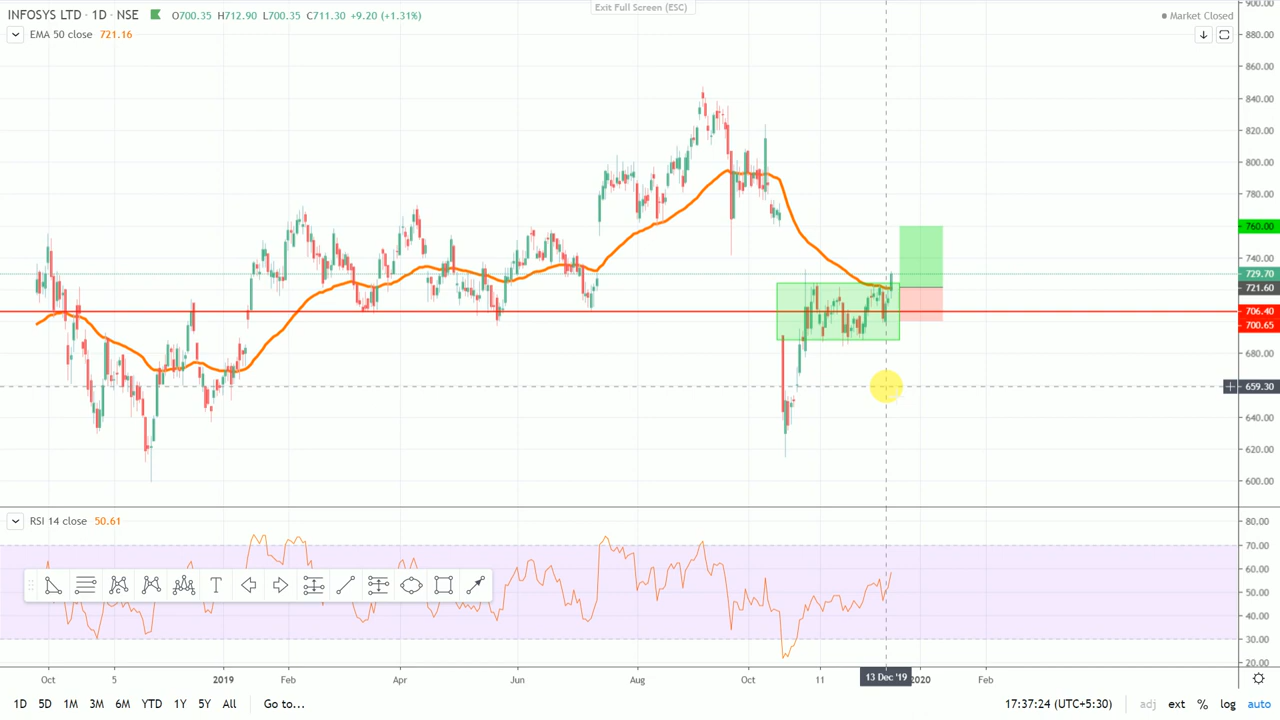 Exit Full Screen (ESC)
INFOSYS LTD · 1D · NSE O700.35 H712.90 L700.35 C711.30 +9.20 (+1.31%)
Market Closed
EMA 50 close 721.16
900.00
880.00
860.00
840.00
820.00
800.00
780.00
760.00
740.00
729.70
721.60
706.40
700.65
680.00
659.30
640.00
620.00
600.00
RSI 14 close 50.61
80.00
70.00
60.00
50.00
40.00
30.00
20.00
C
T
Oct 5 2019 Feb Apr Jun Aug Oct 11 13 Dec '19 2020 Feb
1D 5D 1M 3M 6M YTD 1Y 5Y All Go to... 17:37:24 (UTC+5:30) adj ext % log auto